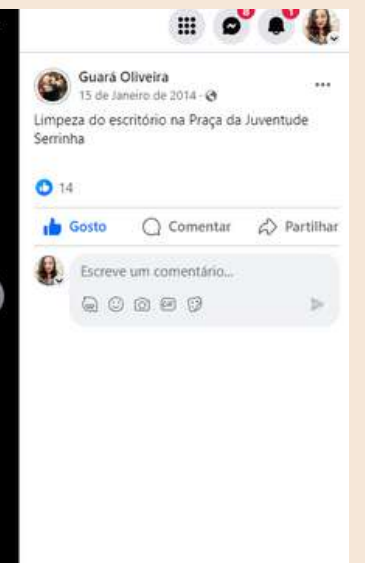 Guará Oliveira
15 de Janeiro de 2014 ·
Limpeza do escritório na Praça da Juventude
Serrinha
14
Gosto Comentar Partilhar
Escreve um comentário...
GIF